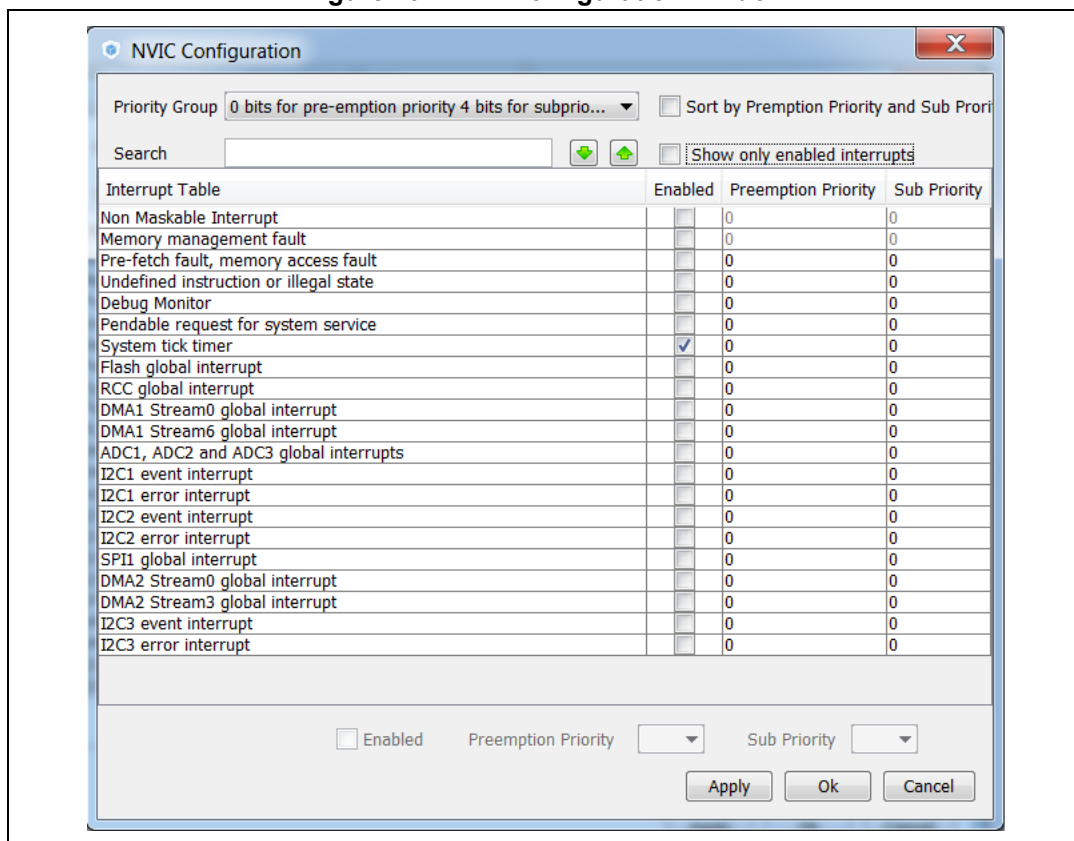 NVIC Configuration
Priority Group 0 bits for pre-emption priority 4 bits for subprio... Sort by Premption Priority and Sub Prori
Search Show only enabled interrupts
Interrupt Table Enabled Preemption Priority Sub Priority
Non Maskable Interrupt 0 0
Memory management fault 0 0
Pre-fetch fault, memory access fault 0 0
Undefined instruction or illegal state 0 0
Debug Monitor 0 0
Pendable request for system service 0 0
System tick timer 0 0
Flash global interrupt 0 0
RCC global interrupt 0 0
DMA1 Stream0 global interrupt 0 0
DMA1 Stream6 global interrupt 0 0
ADC1, ADC2 and ADC3 global interrupts 0 0
I2C1 event interrupt 0 0
I2C1 error interrupt 0 0
I2C2 event interrupt 0 0
I2C2 error interrupt 0 0
SPI1 global interrupt 0 0
DMA2 Stream0 global interrupt 0 0
DMA2 Stream3 global interrupt 0 0
I2C3 event interrupt 0 0
I2C3 error interrupt 0 0
Enabled Preemption Priority Sub Priority
Apply Ok Cancel